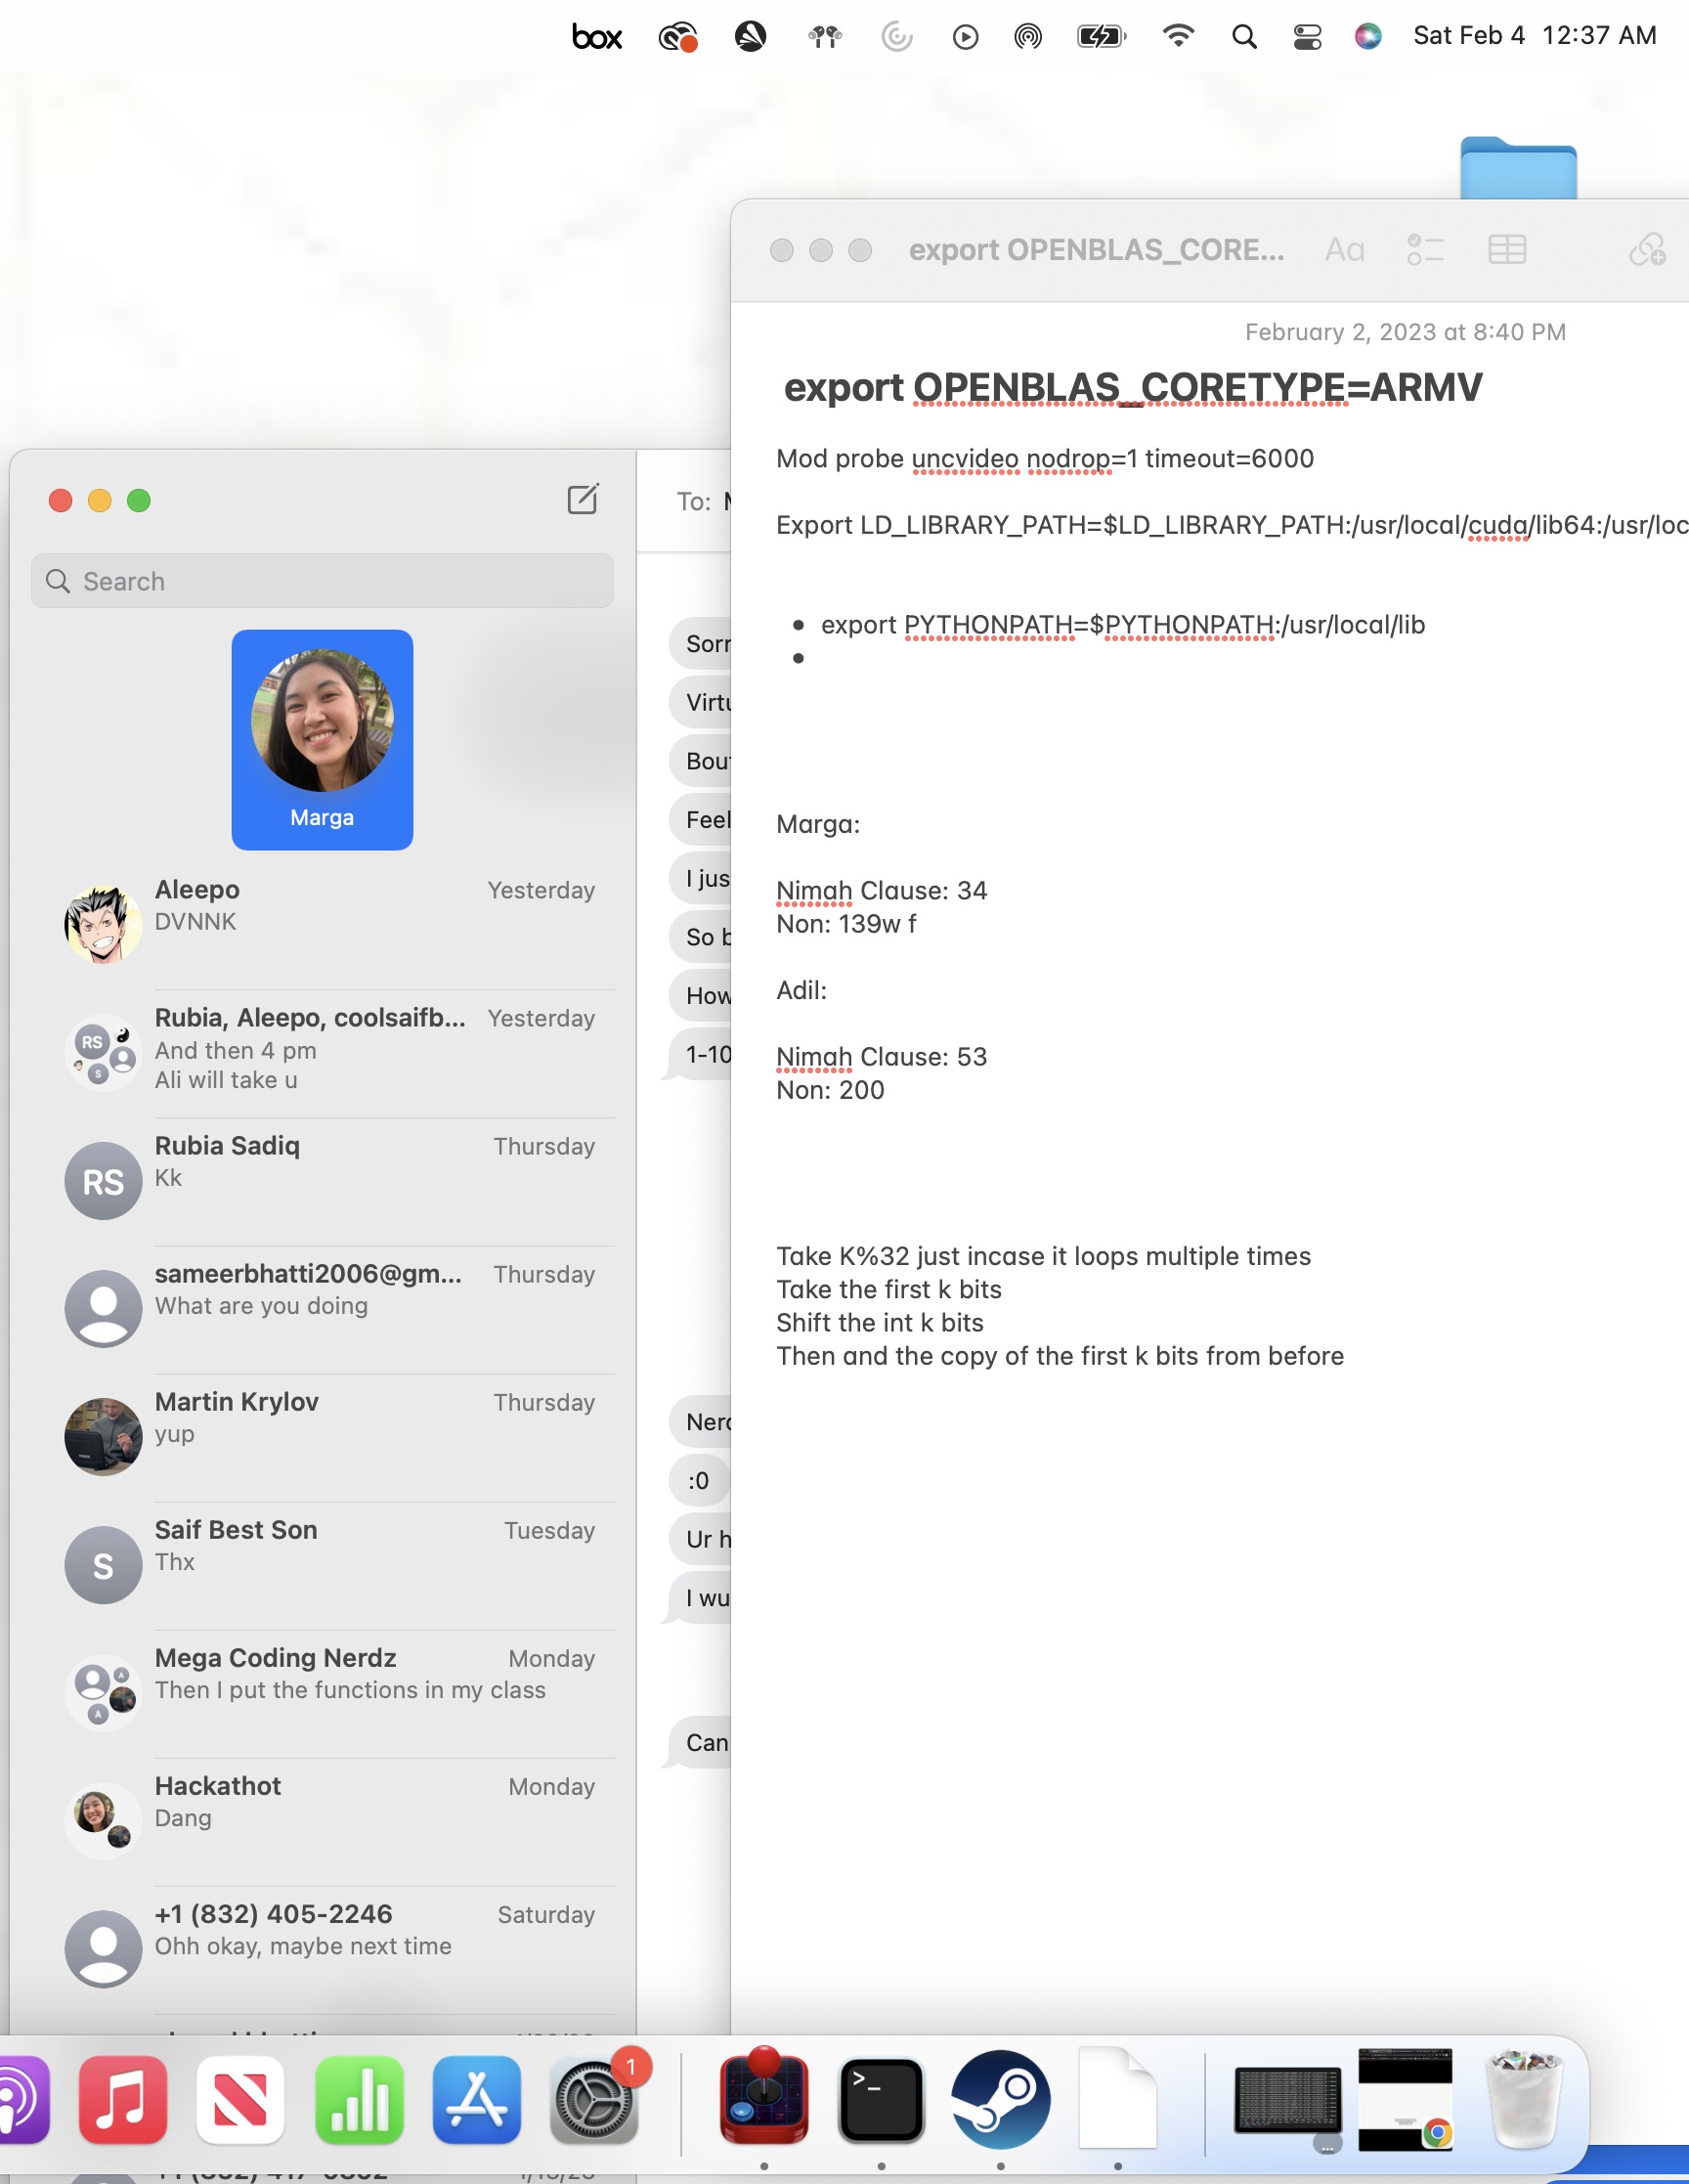 box
Sat Feb 4 12:37 AM
export OPENBLAS_CORE...
Aa
February 2, 2023 at 8:40 PM
export OPENBLAS_CORETYPE=ARMV
Mod probe uncvideo nodrop=1 timeout=6000
Export LD_LIBRARY_PATH=$LD_LIBRARY_PATH:/usr/local/cuda/lib64:/usr/loc
• export PYTHONPATH=$PYTHONPATH:/usr/local/lib
•
Marga:
Nimah Clause: 34
Non: 139w f
Adil:
Nimah Clause: 53
Non: 200
Take K%32 just incase it loops multiple times
Take the first k bits
Shift the int k bits
Then and the copy of the first k bits from before
Search
Marga
Aleepo Yesterday
DVNNK
RS
S
Rubia, Aleepo, coolsaifb... Yesterday
And then 4 pm
Ali will take u
RS
Rubia Sadiq Thursday
Kk
sameerbhatti2006@gm... Thursday
What are you doing
Martin Krylov Thursday
yup
S
Saif Best Son Tuesday
Thx
A
A
Mega Coding Nerdz Monday
Then I put the functions in my class
Hackathot Monday
Dang
+1 (832) 405-2246 Saturday
Ohh okay, maybe next time
To:
Sorr
Virtu
Bou
Feel
I jus
So b
How
1-10
Nerd
:0
Ur h
I wu
Can
1
>_